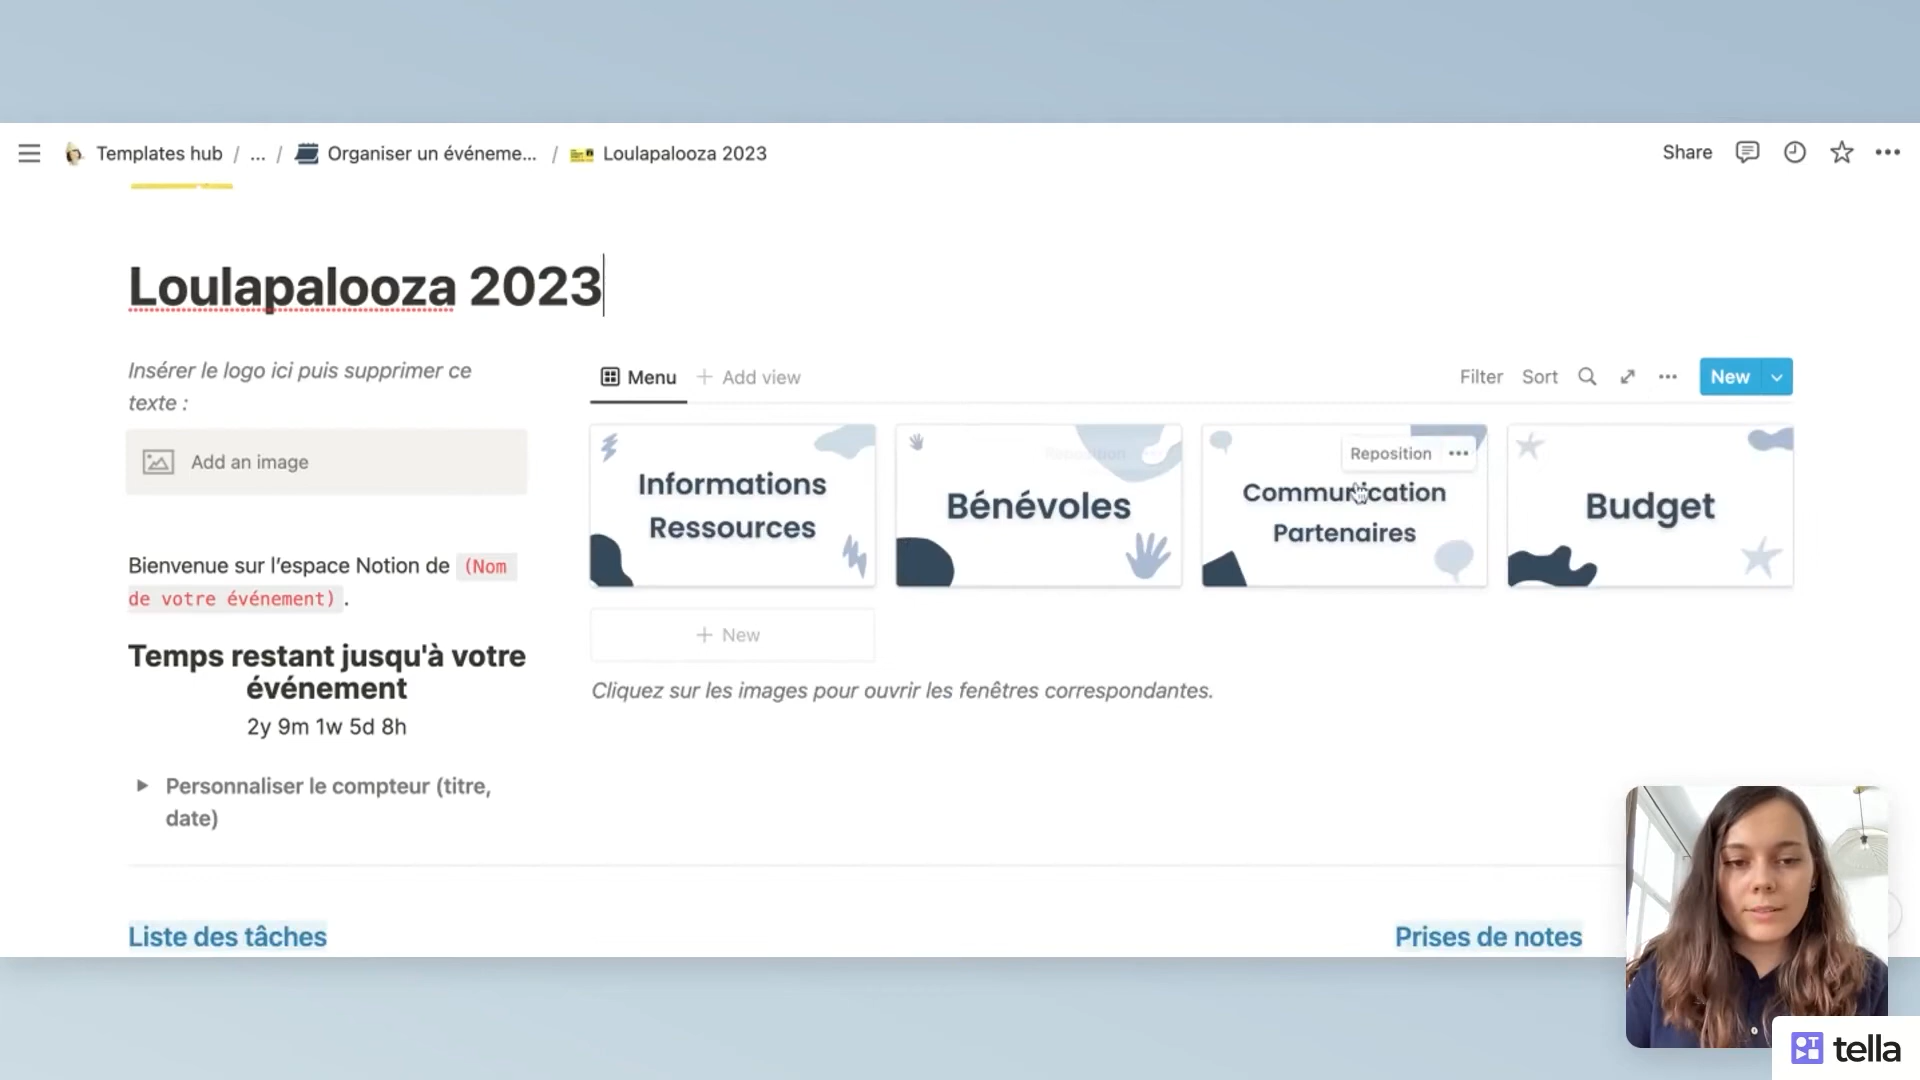 Templates hub / ... / Organiser un événeme... / Loulapalooza 2023
Share
Loulapalooza 2023
Insérer le logo ici puis supprimer ce
texte :
Add an image
Bienvenue sur l'espace Notion de (Nom
de votre événement) .
Temps restant jusqu'à votre
événement
2y 9m 1w 5d 8h
Personnaliser le compteur (titre,
date)
Menu
Add view
Filter
Sort
New
Informations
Ressources
Bénévoles
Reposition
Communication
Partenaires
Budget
New
Cliquez sur les images pour ouvrir les fenêtres correspondantes.
Liste des tâches
Prises de notes
tella